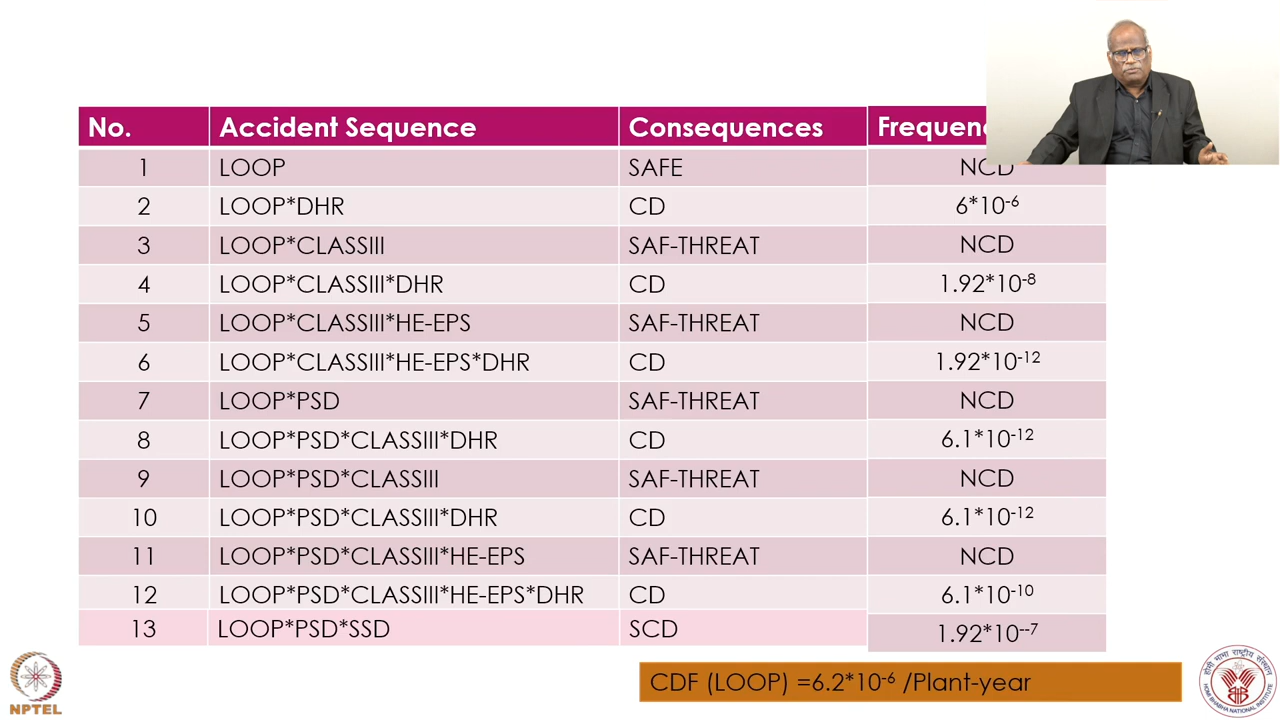 No. Accident Sequence Consequences
1 LOOP SAFE NCD
2 LOOP*DHR CD 6*10-6
3 LOOP*CLASSIII SAF-THREAT NCD
4 LOOP*CLASSIII*DHR CD 1.92*10-8
5 LOOP*CLASSIII*HE-EPS SAF-THREAT NCD
6 LOOP*CLASSIII*HE-EPS*DHR CD 1.92*10-12
7 LOOP*PSD SAF-THREAT NCD
8 LOOP*PSD*CLASSIII*DHR CD 6.1*10-12
9 LOOP*PSD*CLASSIII SAF-THREAT NCD
10 LOOP*PSD*CLASSIII*DHR CD 6.1*10-12
11 LOOP*PSD*CLASSIII*HE-EPS SAF-THREAT NCD
12 LOOP*PSD*CLASSIII*HE-EPS*DHR CD 6.1*10-10
13 LOOP*PSD*SSD SCD 1.92*10--7
CDF (LOOP) =6.2*10-6 /Plant-year
NPTEL
होमी भाभा राष्ट्रीय संस्थान
HOMI BHABHA NATIONAL INSTITUTE